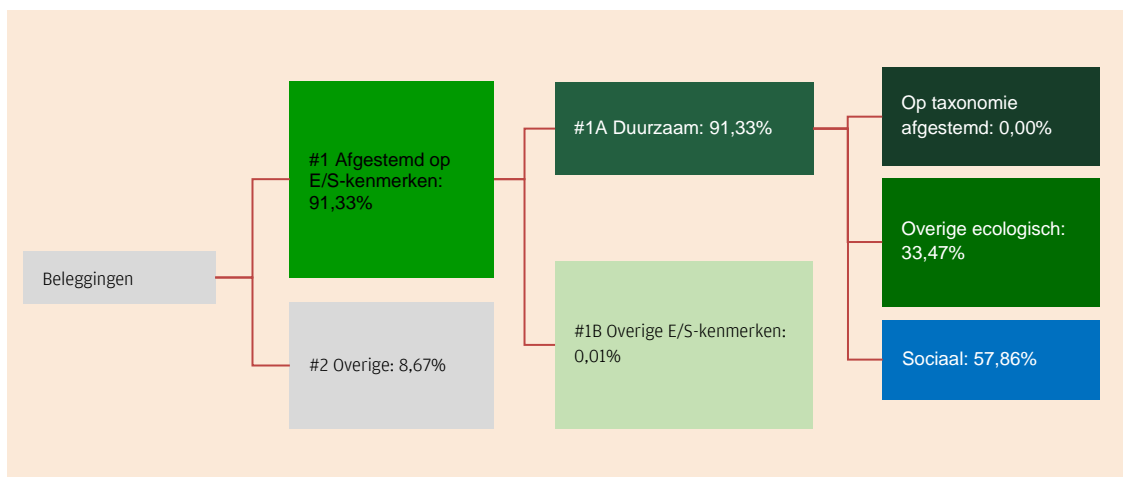 Beleggingen
#1 Afgestemd op
E/S-kenmerken:
91,33%
#2 Overige: 8,67%
#1A Duurzaam: 91,33%
#1B Overige E/S-kenmerken:
0,01%
Op taxonomie
afgestemd: 0,00%
Overige ecologisch:
33,47%
Sociaal: 57,86%